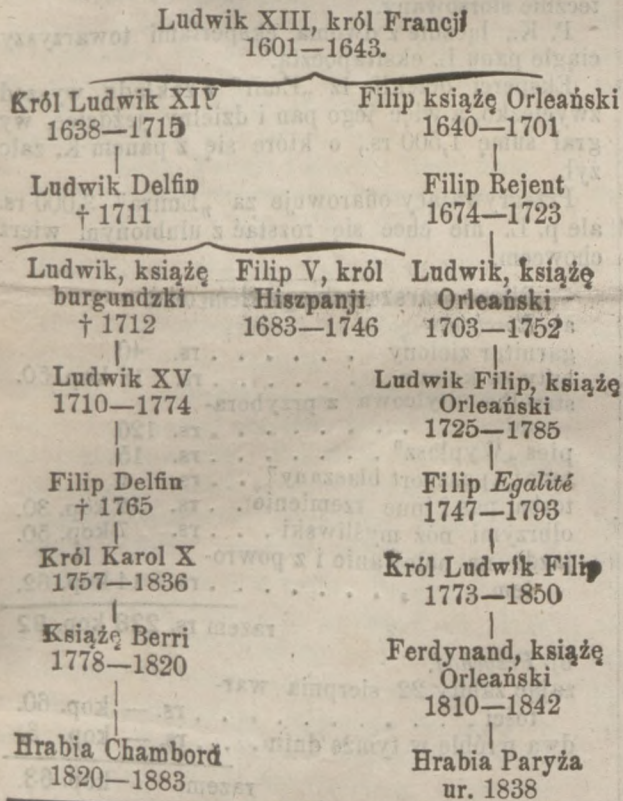 Ludwik XIII, król Francji
1601—1643.
Król Ludwik XIV
1638—1715
Filip książę Orleański
1640—1701
Ludwik Delfin
† 1711
Filip Rejent
1674—1723
Ludwik, książę
burgundzki
† 1712
Filip V, król
Hiszpanji
1683—1746
Ludwik, książę
Orleański
1703—1752
Ludwik XV
1710—1774
Ludwik Filip, książę
Orleański
1725—1785
Filip Delfin
† 1765
Filip Egalité
1747—1793
Król Karol X
1757—1836
Król Ludwik Filip
1773—1850
Książę Berri
1778—1820
Ferdynand, książę
Orleański
1810—1842
Hrabia Chambord
1820—1883
Hrabia Paryża
ur. 1838